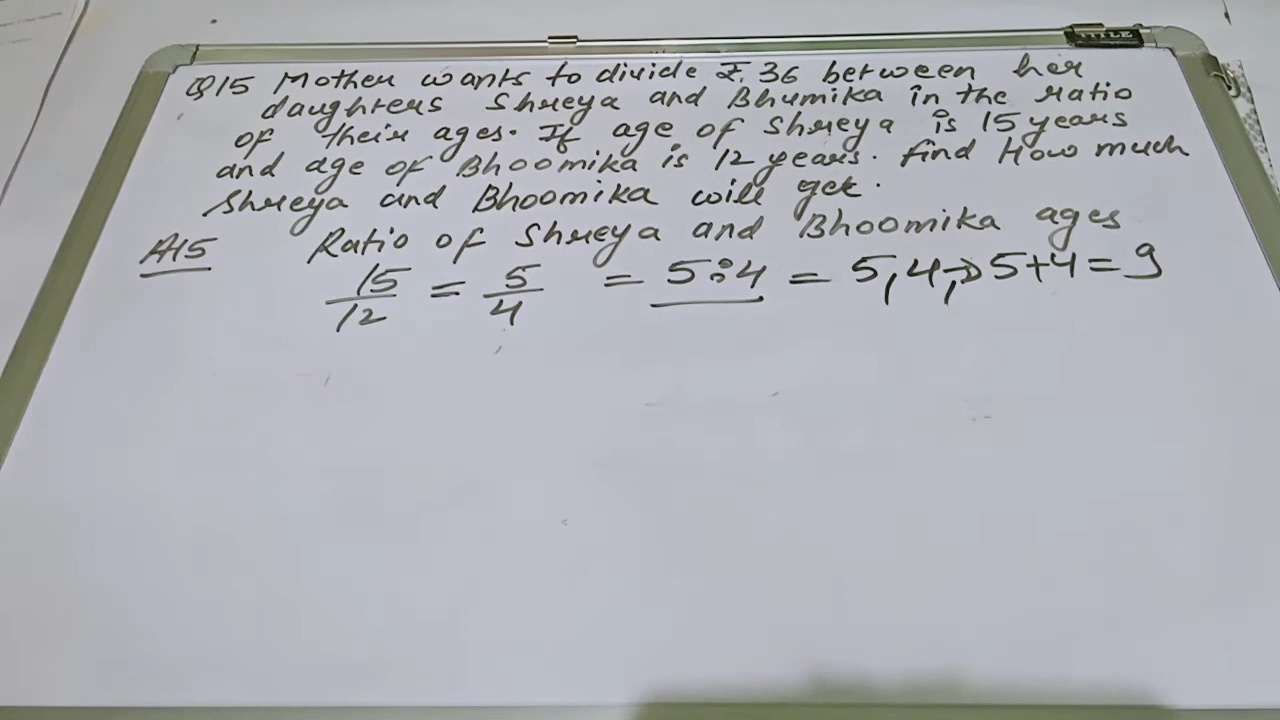 Q15 Mother wants to divide ₹. 36 between her
daughters Shreya and Bhumika in the ratio
of their ages. If age of Shreya is 15 years
and age of Bhoomika is 12 years. find How much
Shreya and Bhoomika will get.
A15 Ratio of Shreya and Bhoomika ages
15/12 = 5/4 = 5:4 = 5,4,→ 5+4=9